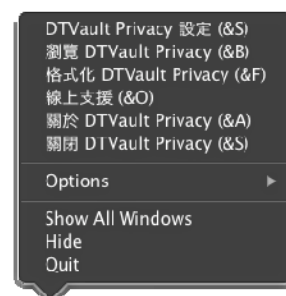 DTVault Privacy 設定 (&S)
瀏覽 DTVault Privacy (&B)
格式化 DTVault Privacy (&F)
線上支援 (&O)
關於 DTVault Privacy (&A)
關閉 DTVault Privacy (&S)
Options
Show All Windows
Hide
Quit